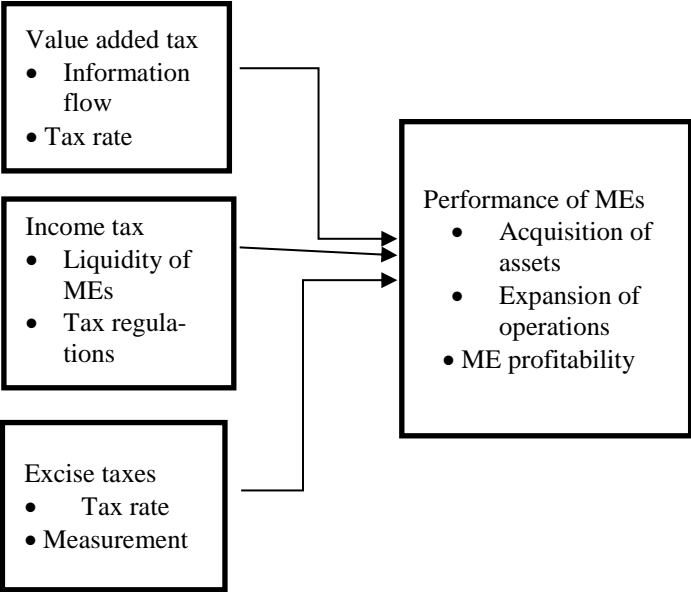 Value added tax
• Information
flow
• Tax rate
Income tax
• Liquidity of
MEs
• Tax regula-
tions
Excise taxes
• Tax rate
• Measurement
Performance of MEs
• Acquisition of
assets
• Expansion of
operations
• ME profitability